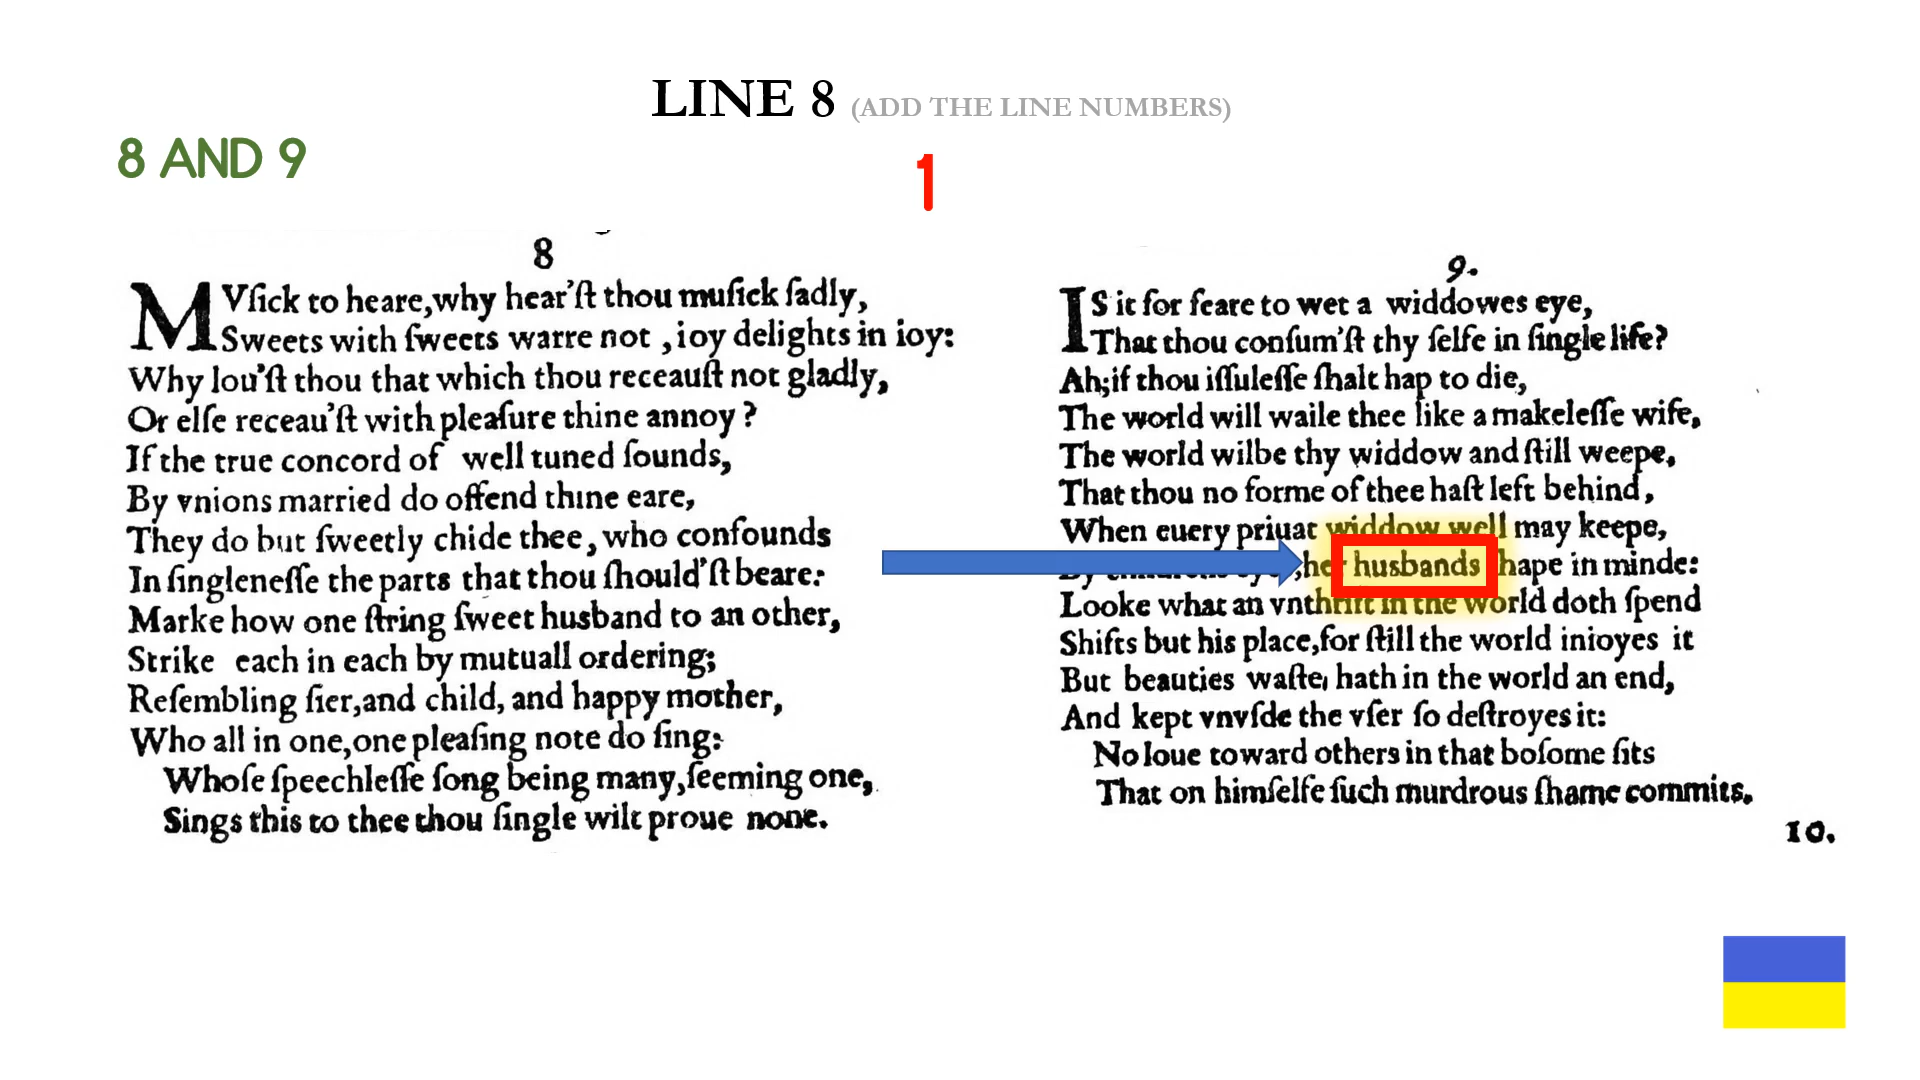 LINE 8 (ADD THE LINE NUMBERS)
8 AND 9
1
8
MVſick to heare,why hear'ſt thou muſick ſadly,
Sweets with ſweets warre not ,ioy delights in ioy:
Why lou'ſt thou that which thou receauſt not gladly,
Or elſe receau'ſt with pleaſure thine annoy ?
If the true concord of well tuned ſounds,
By vnions married do offend thine eare,
They do but ſweetly chide thee, who confounds
In ſingleneſſe the parts that thou ſhould'ſt beare:
Marke how one ſtring ſweet husband to an other,
Strike each in each by mutuall ordering;
Reſembling ſier,and child, and happy mother,
Who all in one,one pleaſing note do ſing:
Whoſe ſpeechleſſe ſong being many,ſeeming one,
Sings this to thee thou ſingle wilt proue none.
9.
IS it for feare to wet a widdowes eye,
That thou conſum'ſt thy ſelfe in ſingle life?
Ah;if thou iſſuleſſe ſhalt hap to die,
The world will waile thee like a makeleſſe wife,
The world wilbe thy widdow and ſtill weepe,
That thou no forme of thee haſt left behind,
When euery priuat widdow well may keepe,
her husbands hape in minde:
Looke what an vnthrift in the world doth ſpend
Shifts but his place,for ſtill the world inioyes it
But beauties waſte, hath in the world an end,
And kept vnvſde the vſer ſo deſtroyes it:
No loue toward others in that boſome ſits
That on himſelfe ſuch murdrous ſhame commits.
10.